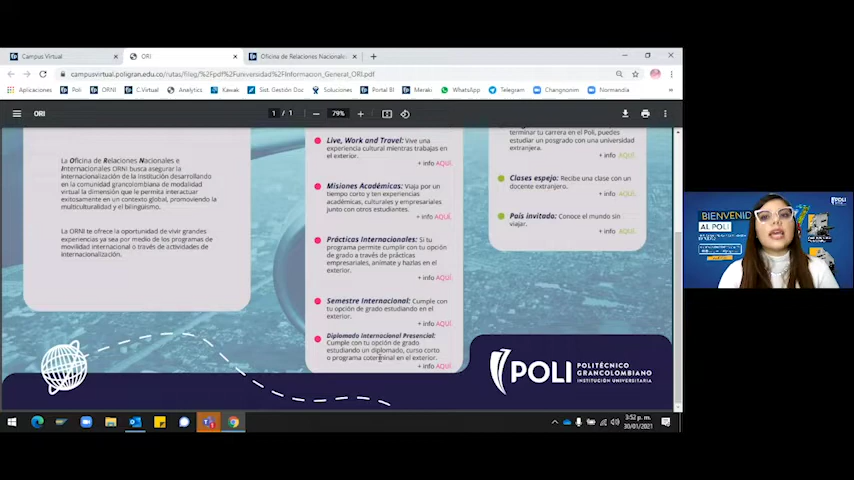 Campus Virtual
ORI
Oficina de Relaciones Nacionale
campusvirtual.poligran.edu.co/rutas/fileg/%2Fpdf%2Funiversidad%2FInformacion_General_ORI.pdf
Aplicaciones
Poli
ORNI
C.Virtual
Analytics
Kawak
Sist. Gestión Doc
Soluciones
Portal BI
Meraki
WhatsApp
Telegram
Changnonim
Normandía
ORI
1 / 1
79%
La Oficina de Relaciones Nacionales e
Internacionales ORNI busca asegurar la
internacionalización de la Institución desarrollando
en la comunidad grancolombiana de modalidad
virtual la dimensión que le permita interactuar
exitosamente en un contexto global, promoviendo la
multiculturalidad y el bilingüismo.
La ORNI te ofrece la oportunidad de vivir grandes
experiencias ya sea por medio de los programas de
movilidad internacional o través de actividades de
internacionalización.
Live, Work and Travel: Vive una
experiencia cultural mientras trabajas en
el exterior.
+ info AQUÍ.
Misiones Académicas: Viaja por un
tiempo corto y ten experiencias
académicas, culturales y empresariales
junto con otros estudiantes.
+ info AQUÍ.
Prácticas Internacionales: Si tu
programa permite cumplir con tu opción
de grado a través de prácticas
empresariales, anímate y hazlas en el
exterior.
+ info AQUÍ.
Semestre Internacional: Cumple con
tu opción de grado estudiando en el
exterior.
+ info AQUÍ.
Diplomado Internacional Presencial:
Cumple con tu opción de grado
estudiando un diplomado, curso corto
o programa coterminal en el exterior.
+ info AQUÍ.
terminar tu carrera en el Poli, puedes
estudiar un posgrado con una universidad
extranjera.
+ info AQUÍ.
Clases espejo: Recibe una clase con un
docente extranjero.
+ info AQUÍ.
País invitado: Conoce el mundo sin
viajar.
+ info AQUÍ.
POLI
POLITÉCNICO
GRANCOLOMBIANO
INSTITUCIÓN UNIVERSITARIA
3:52 p. m.
30/01/2021
BIENVENID
AL POLI
POLI